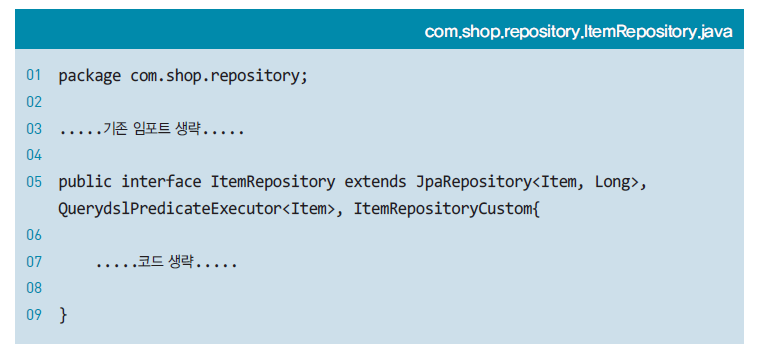 com.shop.repository.ItemRepository.java
01 package com.shop.repository;
02
03 .....기존 임포트 생략.....
04
05 public interface ItemRepository extends JpaRepository<Item, Long>,
QuerydslPredicateExecutor<Item>, ItemRepositoryCustom{
06
07 .....코드 생략.....
08
09 }